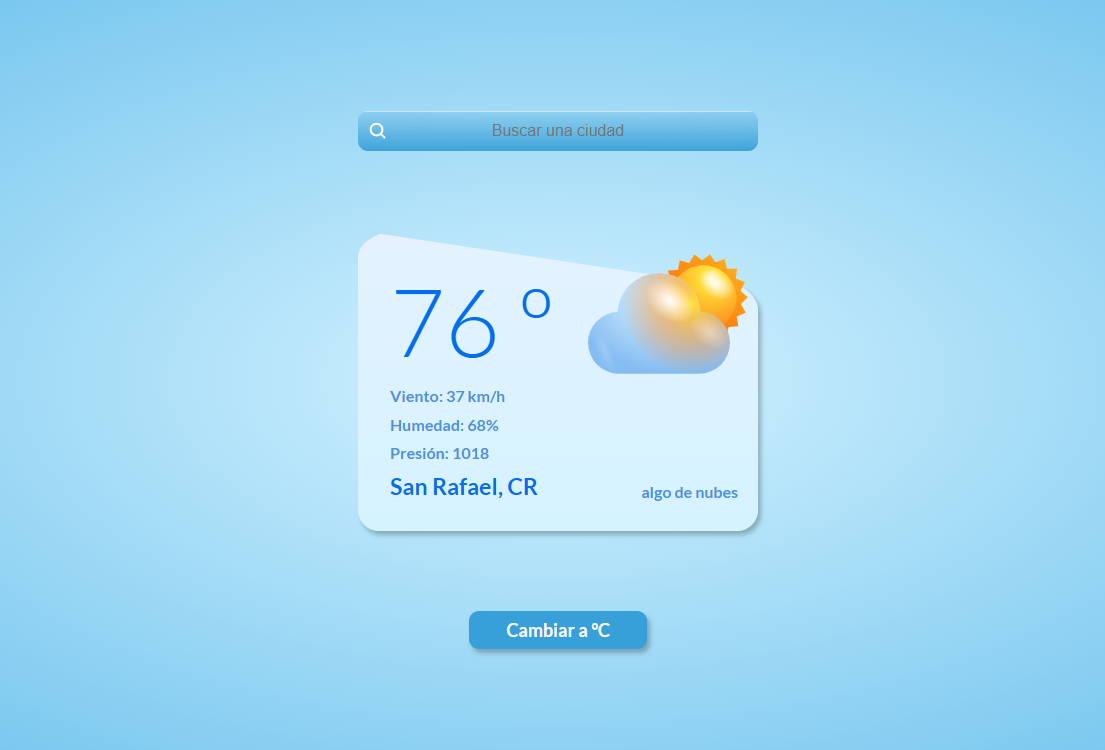 Buscar una ciudad
76 º
Viento: 37 km/h
Humedad: 68%
Presión: 1018
San Rafael, CR
algo de nubes
Cambiar a ºC